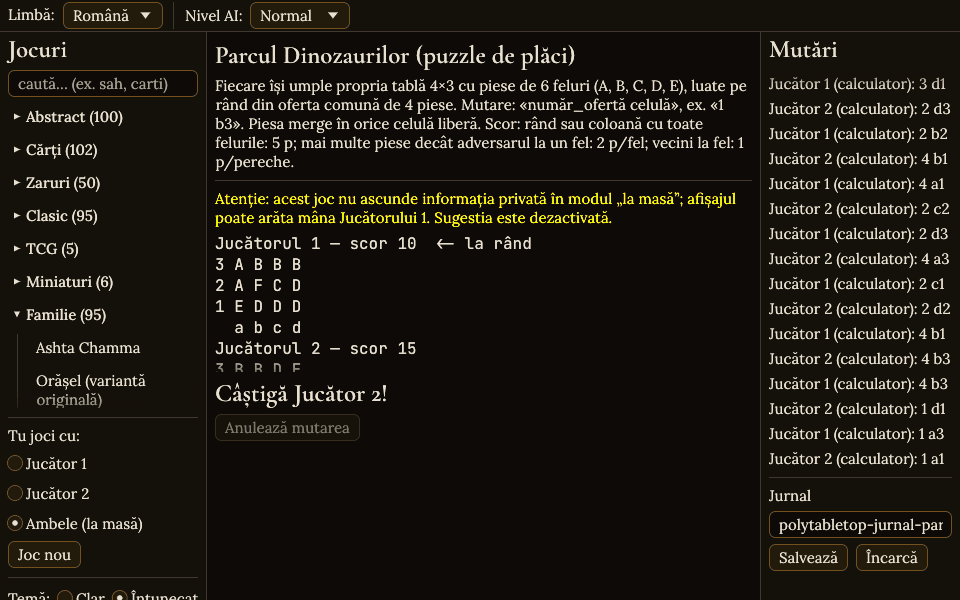 Limbă: Română ▼ Nivel AI: Normal ▼
Jocuri
caută... (ex. sah, carti)
▸ Abstract (100)
▸ Cărți (102)
▸ Zaruri (50)
▸ Clasic (95)
▸ TCG (5)
▸ Miniaturi (6)
▾ Familie (95)
Ashta Chamma
Orășel (variantă
originală)
Tu joci cu:
Jucător 1
Jucător 2
Ambele (la masă)
Joc nou
Temă: Clar Întunecat
Parcul Dinozaurilor (puzzle de plăci)
Fiecare își umple propria tablă 4×3 cu piese de 6 feluri (A, B, C, D, E), luate pe
rând din oferta comună de 4 piese. Mutare: «număr_ofertă celulă», ex. «1
b3». Piesa merge în orice celulă liberă. Scor: rând sau coloană cu toate
felurile: 5 p; mai multe piese decât adversarul la un fel: 2 p/fel; vecini la fel: 1
p/pereche.
Atenție: acest joc nu ascunde informația privată în modul „la masă”; afișajul
poate arăta mâna Jucătorului 1. Sugestia este dezactivată.
Jucătorul 1 — scor 10 ← la rând
3 A B B B
2 A F C D
1 E D D D
a b c d
Jucătorul 2 — scor 15
3 B B D E
Câștigă Jucător 2!
Anulează mutarea
Mutări
Jucător 1 (calculator): 3 d1
Jucător 2 (calculator): 2 d3
Jucător 1 (calculator): 2 b2
Jucător 2 (calculator): 4 b1
Jucător 1 (calculator): 4 a1
Jucător 2 (calculator): 2 c2
Jucător 1 (calculator): 2 d3
Jucător 2 (calculator): 4 a3
Jucător 1 (calculator): 2 c1
Jucător 2 (calculator): 2 d2
Jucător 1 (calculator): 4 b1
Jucător 2 (calculator): 4 b3
Jucător 1 (calculator): 4 b3
Jucător 2 (calculator): 1 d1
Jucător 1 (calculator): 1 a3
Jucător 2 (calculator): 1 a1
Jurnal
polytabletop-jurnal-par
Salvează Încarcă